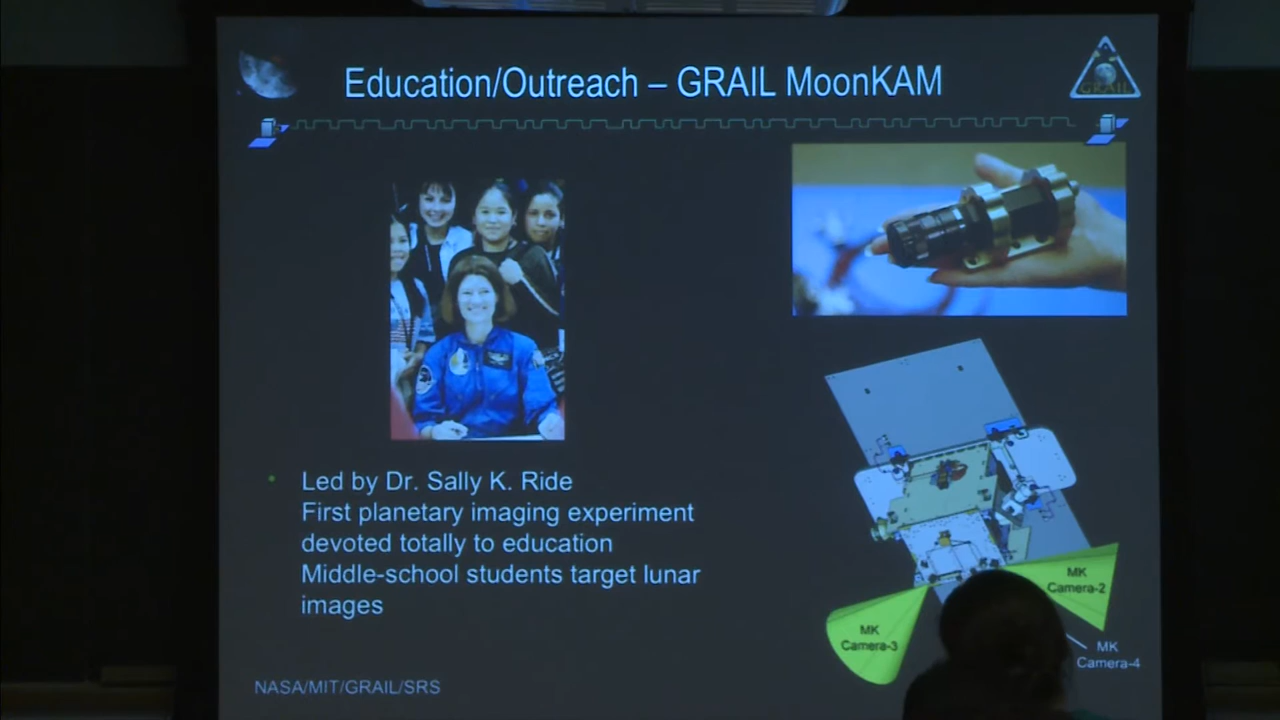 Education/Outreach – GRAIL MoonKAM
GRAIL
Led by Dr. Sally K. Ride
First planetary imaging experiment
devoted totally to education
Middle-school students target lunar
images
MK
Camera-2
MK
Camera-3
MK
Camera-4
NASA/MIT/GRAIL/SRS